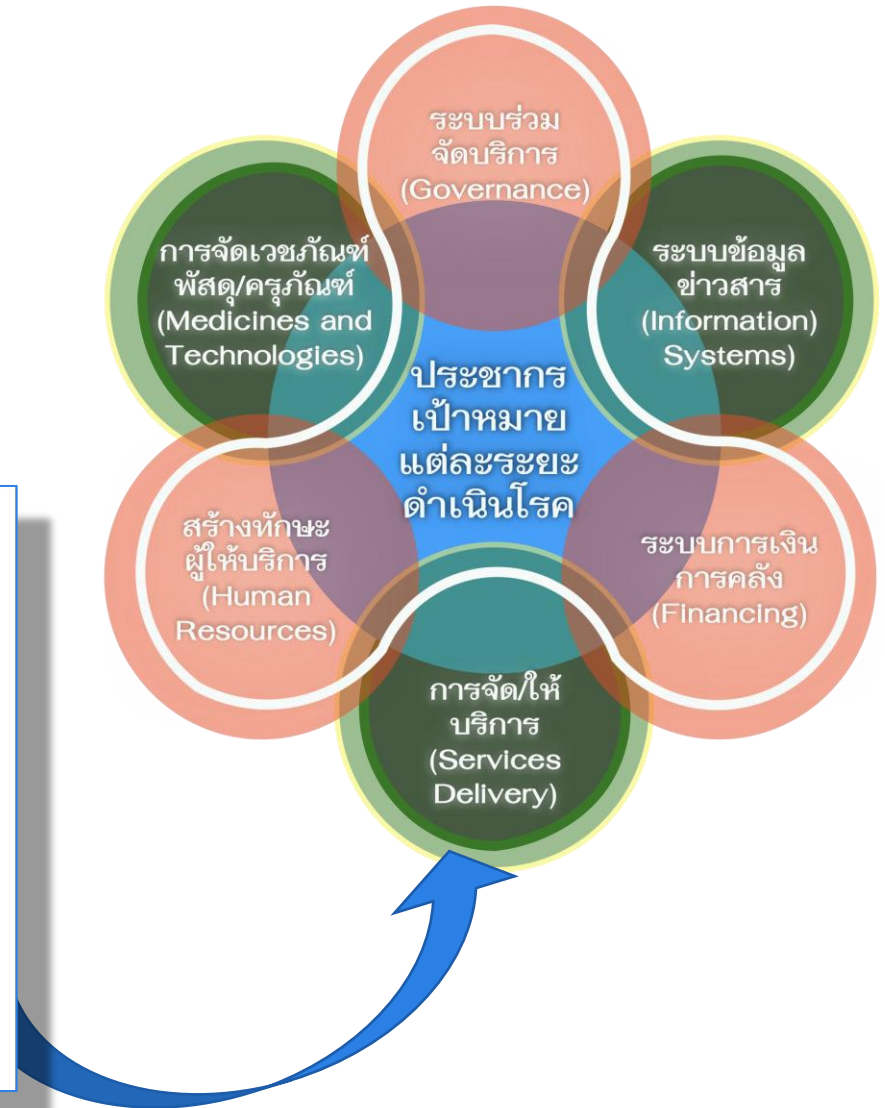 ระบบร่วม
จัดบริการ
(Governance)
การจัดเวชภัณฑ์
พัสดุ/ครุภัณฑ์
(Medicines and
Technologies)
ระบบข้อมูล
ข่าวสาร
(Information)
Systems)
ประชากร
เป้าหมาย
แต่ละระยะ
ดำเนินโรค
สร้างทักษะ
ผู้ให้บริการ
(Human
Resources)
ระบบการเงิน
การคลัง
(Financing)
การจัด/ให้
บริการ
(Services
Delivery)